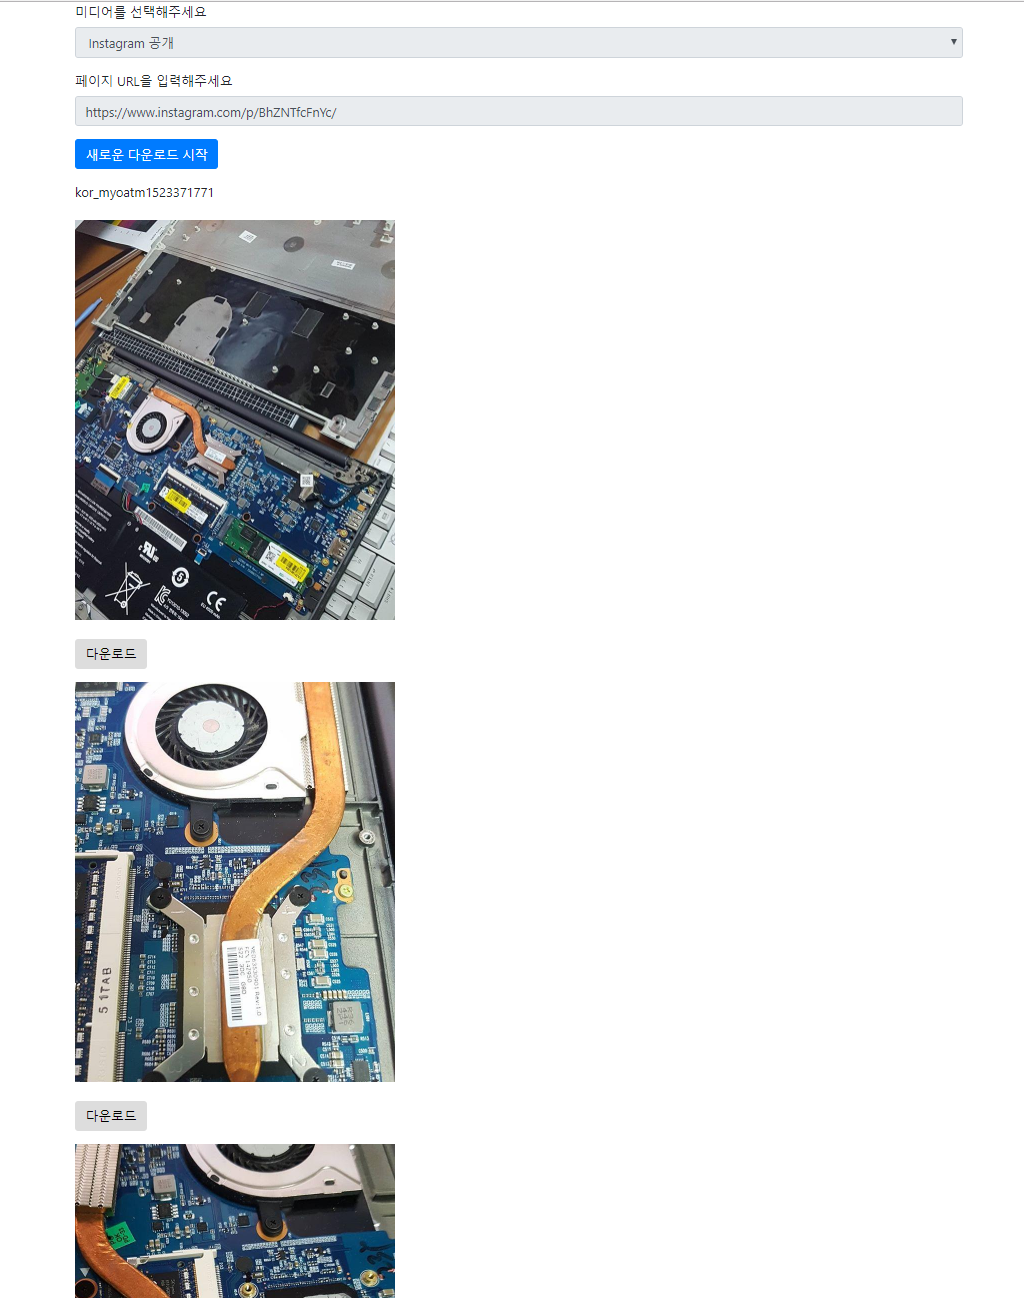 미디어를 선택해주세요
Instagram 공개
페이지 URL을 입력해주세요
https://www.instagram.com/p/BhZNTfcFnYc/
새로운 다운로드 시작
kor_myoatm1523371771
다운로드
51TAB
다운로드